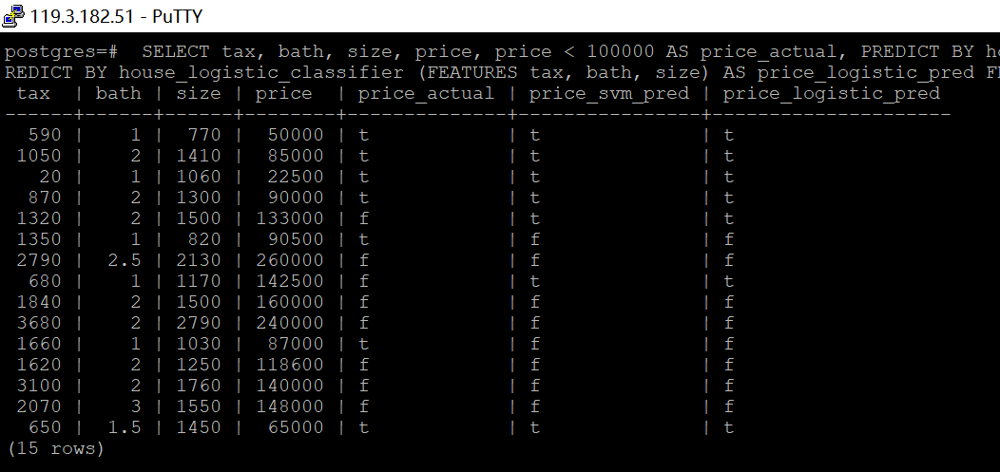 119.3.182.51 - PuTTY
postgres=#  SELECT tax, bath, size, price, price < 100000 AS price_actual, PREDICT BY
REDICT BY house_logistic_classifier (FEATURES tax, bath, size) AS price_logistic_pred
 tax  | bath | size | price  | price_actual | price_svm_pred | price_logistic_pred
------+------+------+--------+--------------+----------------+---------------------
  590 |    1 |  770 |  50000 | t            | t              | t
 1050 |    2 | 1410 |  85000 | t            | t              | t
   20 |    1 | 1060 |  22500 | t            | t              | t
  870 |    2 | 1300 |  90000 | t            | t              | t
 1320 |    2 | 1500 | 133000 | f            | t              | t
 1350 |    1 |  820 |  90500 | t            | f              | f
 2790 |  2.5 | 2130 | 260000 | f            | f              | f
  680 |    1 | 1170 | 142500 | f            | t              | t
 1840 |    2 | 1500 | 160000 | f            | f              | f
 3680 |    2 | 2790 | 240000 | f            | f              | f
 1660 |    1 | 1030 |  87000 | t            | f              | f
 1620 |    2 | 1250 | 118600 | f            | f              | f
 3100 |    2 | 1760 | 140000 | f            | f              | f
 2070 |    3 | 1550 | 148000 | f            | f              | f
  650 |  1.5 | 1450 |  65000 | t            | t              | t
(15 rows)